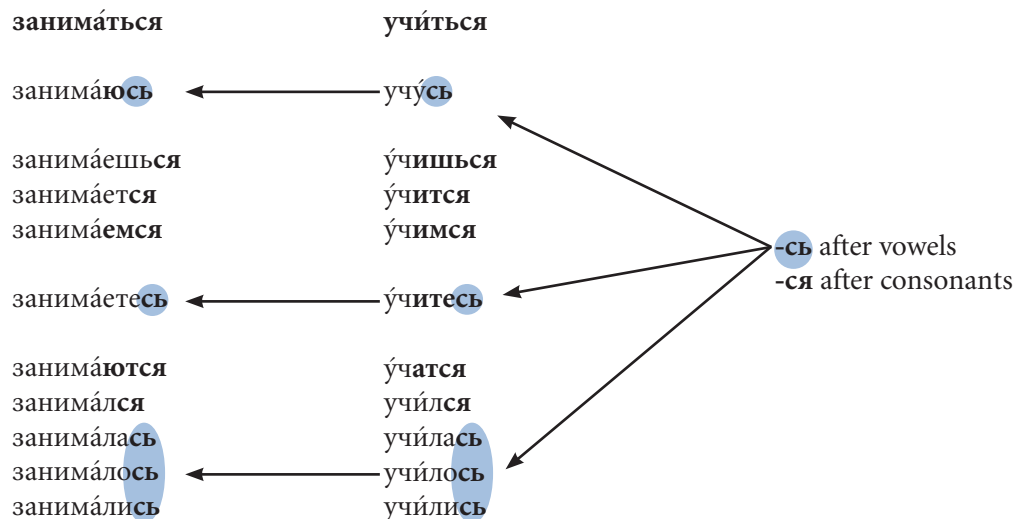 занима́ться учи́ться
занима́юсь учу́сь
занима́ешься у́чишься
занима́ется у́чится
занима́емся у́чимся
-сь after vowels
-ся after consonants
занима́етесь у́читесь
занима́ются у́чатся
занима́лся учи́лся
занима́лась учи́лась
занима́лось учи́лось
занима́лись учи́лись